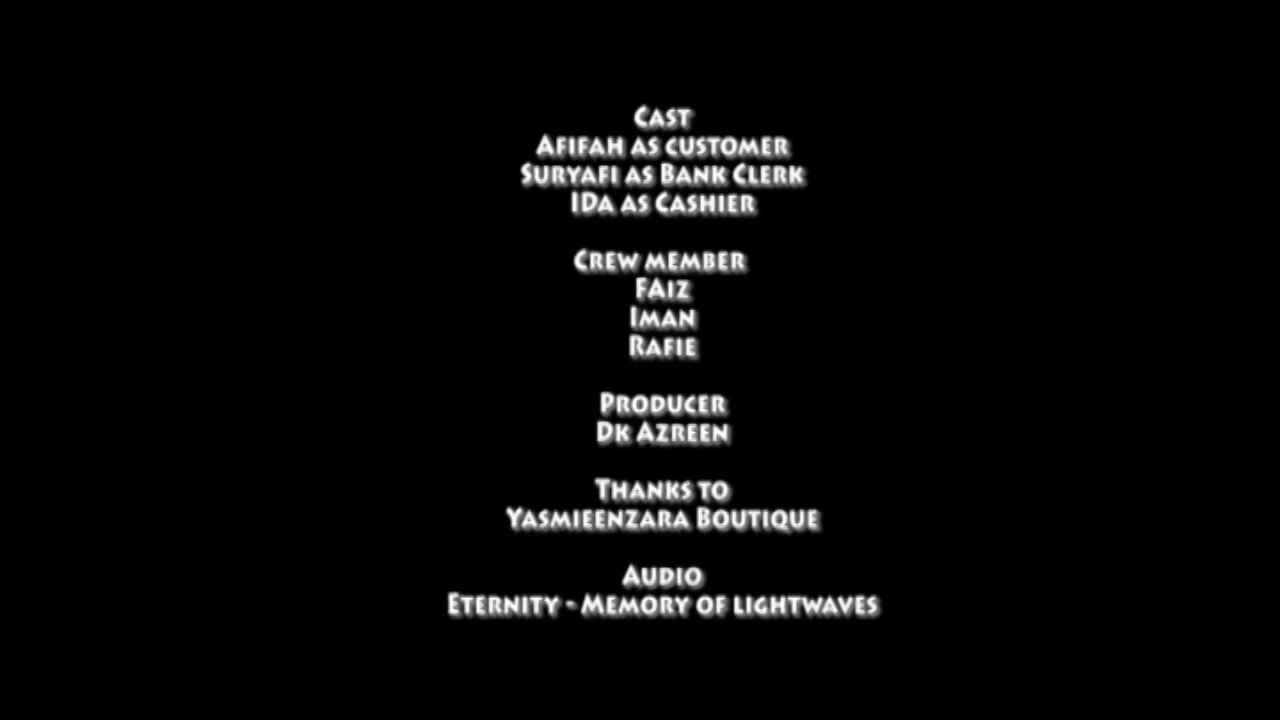 Cast
Afifah as customer
Suryafi as Bank Clerk
IDa as Cashier
Crew member
FAiz
Iman
Rafie
Producer
Dk Azreen
Thanks to
Yasmieenzara Boutique
Audio
Eternity - Memory of lightwaves